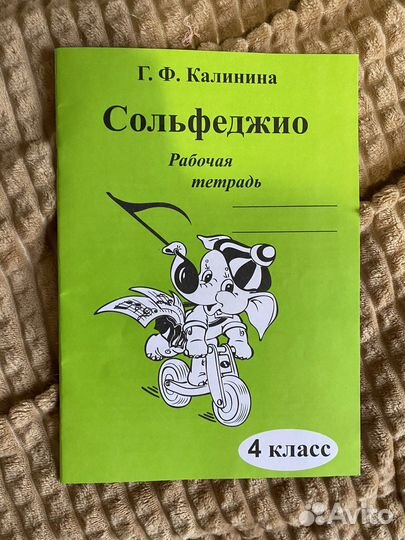 Г. Ф. Калинина
Сольфеджио
Рабочая
тетрадь
4 класс
Avito